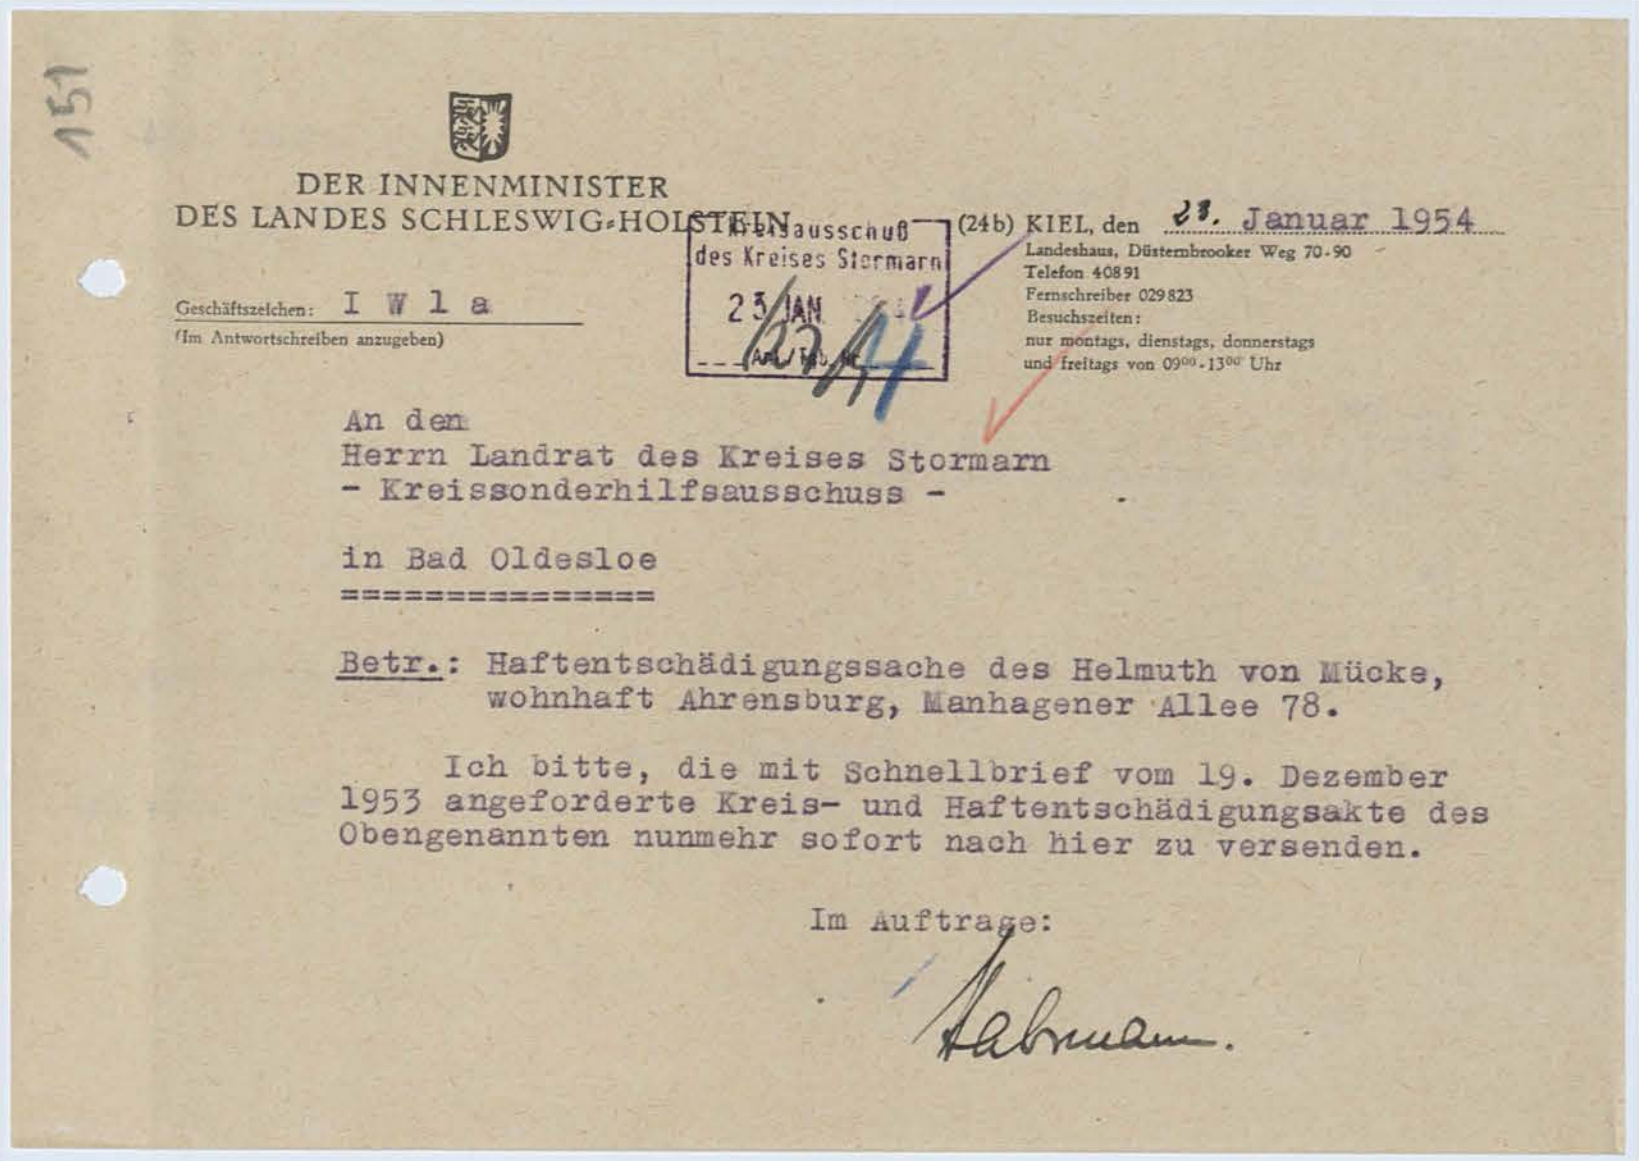 151
DER INNENMINISTER
DES LANDES SCHLESWIG-HOLSTEIN
Geschäftszeichen: I W 1 a
(Im Antwortschreiben anzugeben)
Kreisausschuß
des Kreises Stormarn
JAN.
(24b) KIEL, den Januar 1954
Landeshaus, Düsternbrooker Weg 70-90
Telefon 40891
Fernschreiber 029823
Besuchszeiten:
nur montags, dienstags, donnerstags
und freitags von 09⁰⁰-13⁰⁰ Uhr
An den
Herrn Landrat des Kreises Stormarn
- Kreissonderhilfsausschuss -
in Bad Oldesloe
===============
Betr.: Haftentschädigungssache des Helmuth von Mücke,
wohnhaft Ahrensburg, Manhagener Allee 78.
Ich bitte, die mit Schnellbrief vom 19. Dezember
1953 angeforderte Kreis- und Haftentschädigungsakte des
Obengenannten nunmehr sofort nach hier zu versenden.
Im Auftrage: